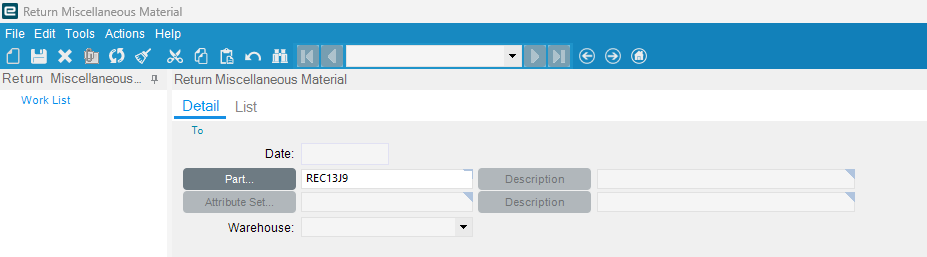 Return Miscellaneous Material
File Edit Tools Actions Help
Return Miscellaneous...
Return Miscellaneous Material
Work List
Detail List
To
Date:
Part... REC13J9 Description
Attribute Set... Description
Warehouse: